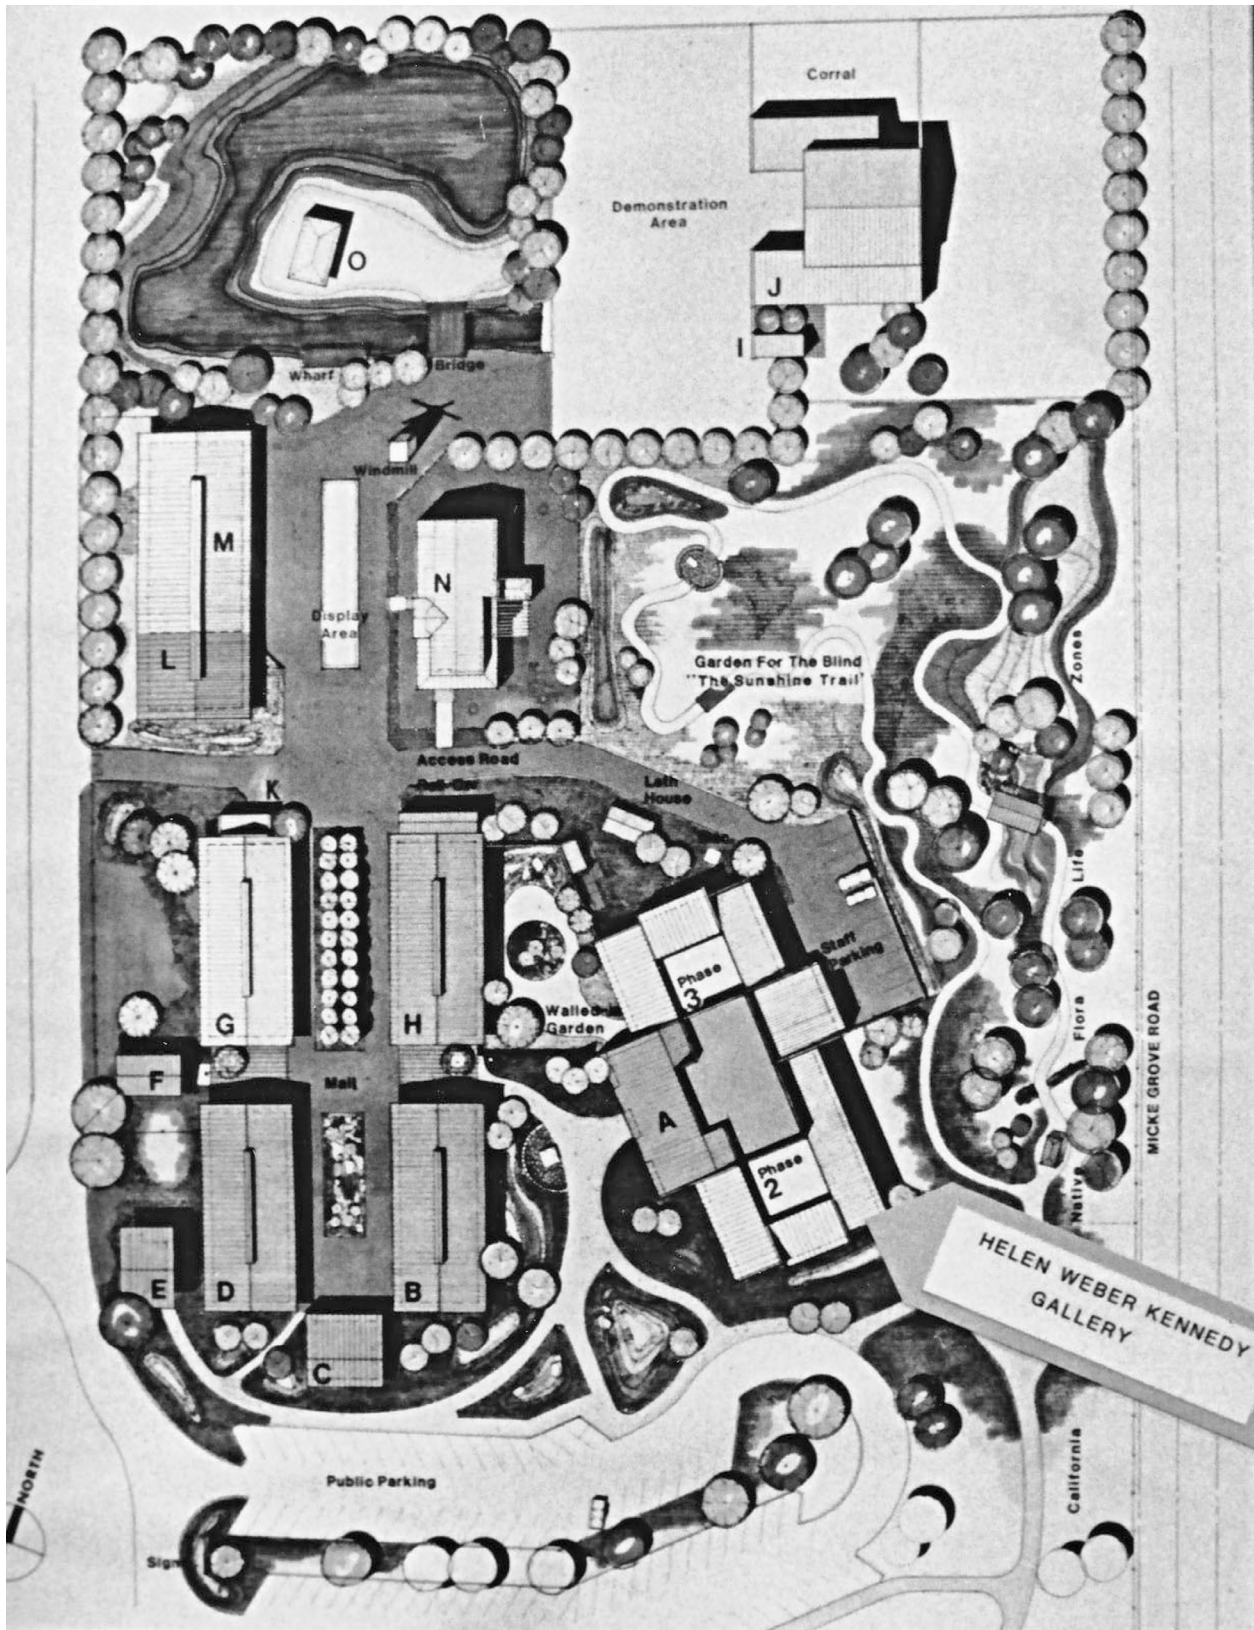 Corral
Demonstration
Area
O
J
I
Wharf
Bridge
Windmill
M
N
Display
Area
L
Garden For The Blind
"The Sunshine Trail"
Zones
Access Road
K
Lath
House
Life
Staff
Parking
Phase
3
G
H
Walled-In
Garden
Flora
F
Mall
A
MICKE GROVE ROAD
Phase
2
Native
E
D
B
HELEN WEBER KENNEDY
GALLERY
C
California
NORTH
Public Parking
Sign